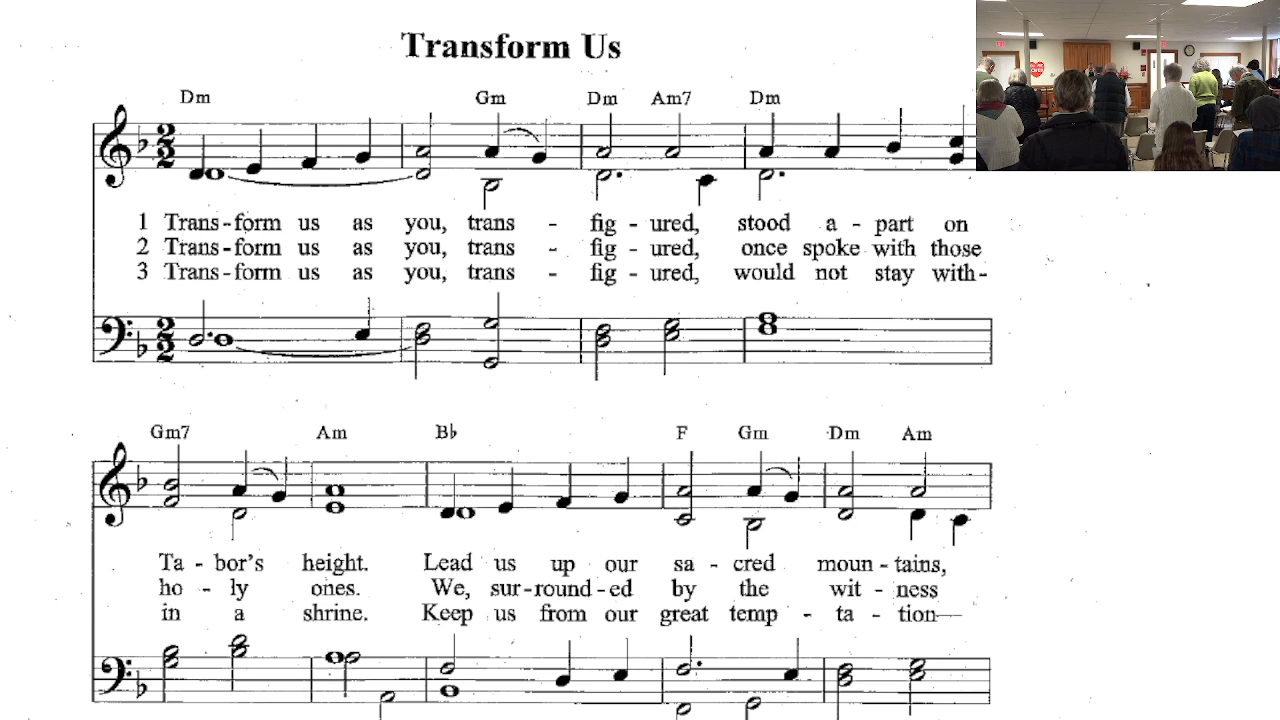 Transform Us
Dm Gm Dm Am7 Dm
1 Trans-form us as you, trans - fig - ured, stood a - part on
2 Trans-form us as you, trans - fig - ured, once spoke with those
3 Trans-form us as you, trans - fig - ured, would not stay with-
Gm7 Am B♭ F Gm Dm Am
Ta - bor's height. Lead us up our sa - cred moun - tains,
ho - ly ones. We, sur-round-ed by the wit - ness
in a shrine. Keep us from our great temp - ta - tion—